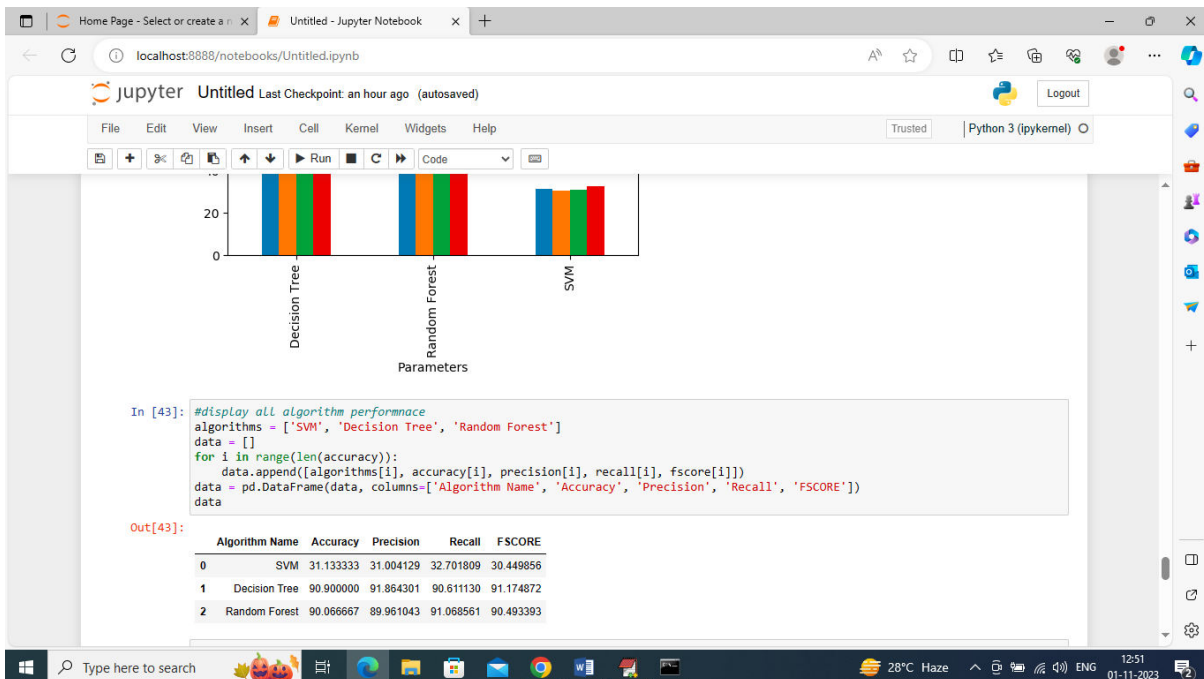 Home Page - Select or create a n
Untitled - Jupyter Notebook
localhost:8888/notebooks/Untitled.ipynb
jupyter Untitled Last Checkpoint: an hour ago (autosaved)
Logout
File Edit View Insert Cell Kernel Widgets Help
Trusted
Python 3 (ipykernel)
Run
Code
20
0
Decision Tree
Random Forest
SVM
Parameters
In [43]: #display all algorithm performnace
algorithms = ['SVM', 'Decision Tree', 'Random Forest']
data = []
for i in range(len(accuracy)):
    data.append([algorithms[i], accuracy[i], precision[i], recall[i], fscore[i]])
data = pd.DataFrame(data, columns=['Algorithm Name', 'Accuracy', 'Precision', 'Recall', 'FSCORE'])
data
Out[43]:
Algorithm Name Accuracy Precision Recall FSCORE
0 SVM 31.133333 31.004129 32.701809 30.449856
1 Decision Tree 90.900000 91.864301 90.611130 91.174872
2 Random Forest 90.066667 89.961043 91.068561 90.493393
Type here to search
28°C Haze
ENG
12:51
01-11-2023
2